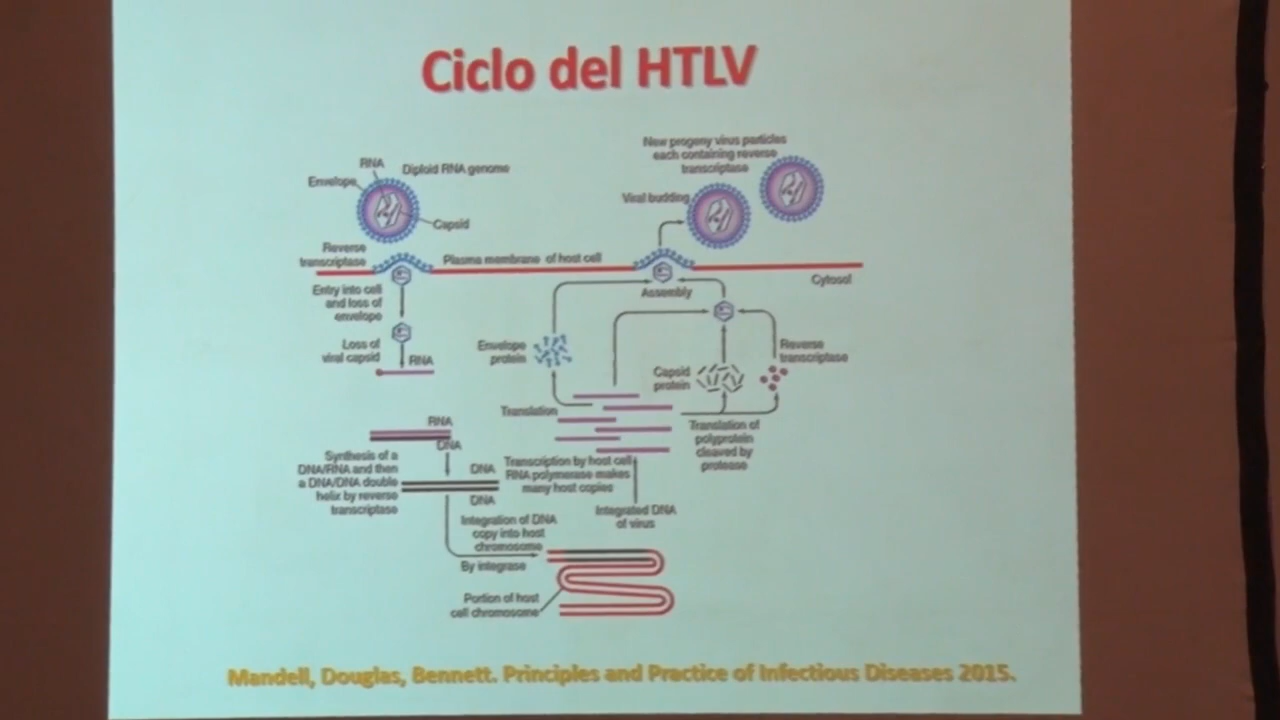 Ciclo del HTLV
RNA
Diploid RNA genome
Envelope
Capsid
Reverse
transcriptase
Plasma membrane of host cell
Entry into cell
and loss of
envelope
Loss of
viral capsid
RNA
New progeny virus particles
each containing reverse
transcriptase
Viral budding
Cytosol
Assembly
Envelope
protein
Capsid
protein
Reverse
transcriptase
Translation
Translation of
polyprotein
cleaved by
protease
RNA
DNA
Synthesis of a
DNA/RNA and then
a DNA/DNA double
helix by reverse
transcriptase
DNA
DNA
Transcription by host cell
RNA polymerase makes
many host copies
Integrated DNA
of virus
Integration of DNA
copy into host
chromosome
By integrase
Portion of host
cell chromosome
Mandell, Douglas, Bennett. Principles and Practice of Infectious Diseases 2015.